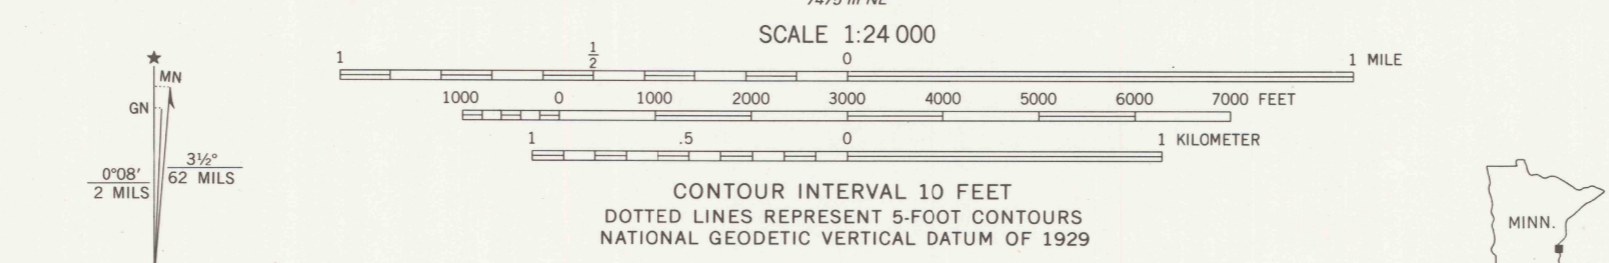 SCALE 1:24 000
1 1/2 0 1 MILE
1000 0 1000 2000 3000 4000 5000 6000 7000 FEET
1 .5 0 1 KILOMETER
CONTOUR INTERVAL 10 FEET
DOTTED LINES REPRESENT 5-FOOT CONTOURS
NATIONAL GEODETIC VERTICAL DATUM OF 1929
★
MN
GN
0°08′
2 MILS
3½°
62 MILS
MINN.